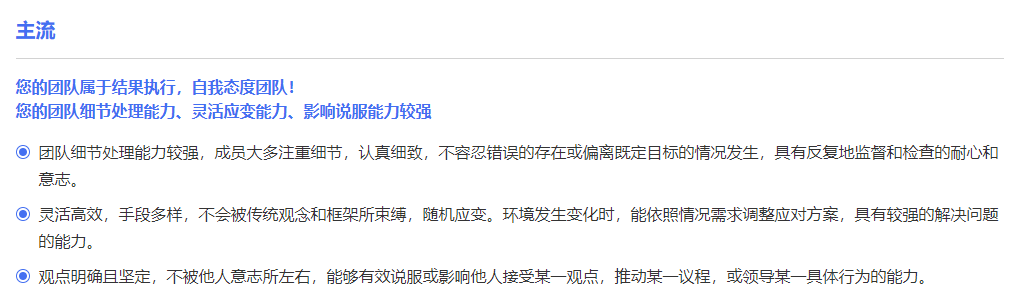 主流
您的团队属于结果执行，自我态度团队！
您的团队细节处理能力、灵活应变能力、影响说服能力较强
团队细节处理能力较强，成员大多注重细节，认真细致，不容忍错误的存在或偏离既定目标的情况发生，具有反复地监督和检查的耐心和
意志。
灵活高效，手段多样，不会被传统观念和框架所束缚，随机应变。环境发生变化时，能依照情况需求调整应对方案，具有较强的解决问题
的能力。
观点明确且坚定，不被他人意志所左右，能够有效说服或影响他人接受某一观点，推动某一议程，或领导某一具体行为的能力。